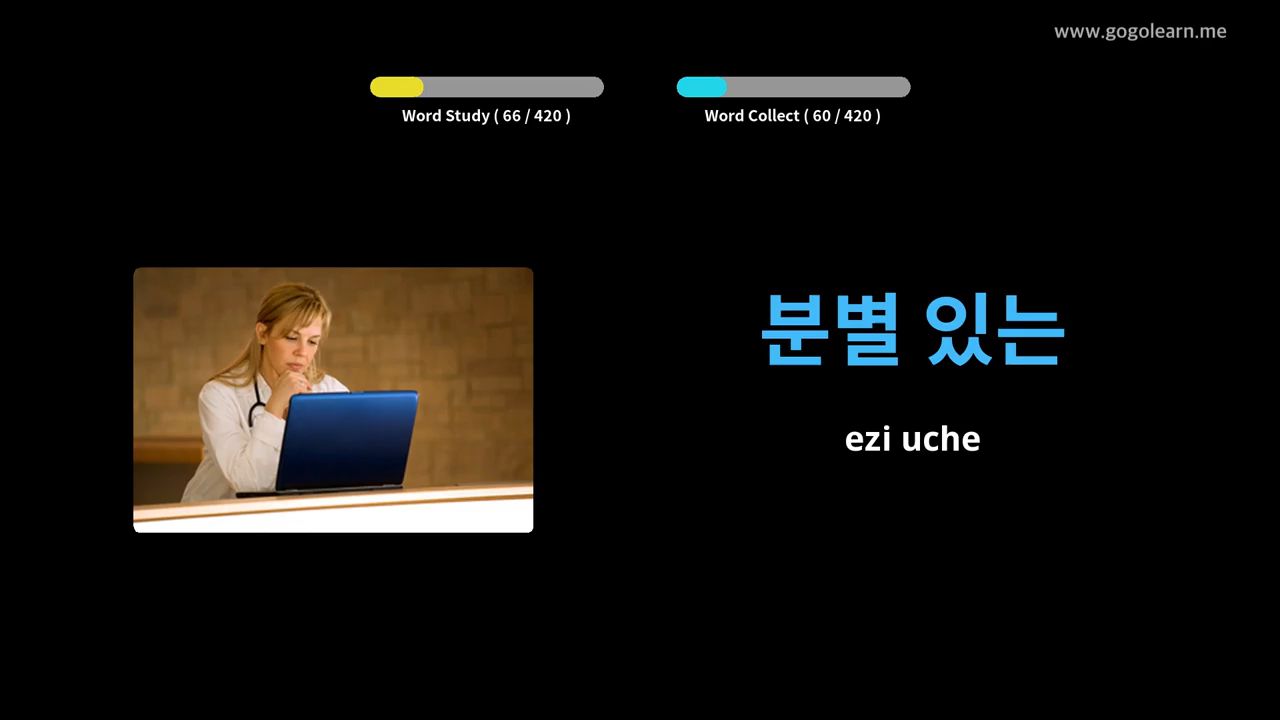 www.gogolearn.me
Word Study ( 66 / 420 )
Word Collect ( 60 / 420 )
분별 있는
ezi uche